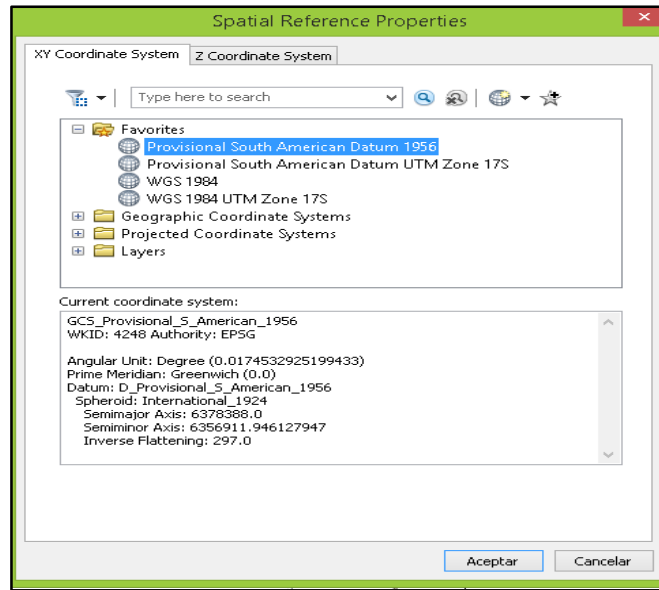 Spatial Reference Properties
XY Coordinate System
Z Coordinate System
Type here to search
Favorites
Provisional South American Datum 1956
Provisional South American Datum UTM Zone 17S
WGS 1984
WGS 1984 UTM Zone 17S
Geographic Coordinate Systems
Projected Coordinate Systems
Layers
Current coordinate system:
GCS_Provisional_S_American_1956
WKID: 4248 Authority: EPSG
Angular Unit: Degree (0.0174532925199433)
Prime Meridian: Greenwich (0.0)
Datum: D_Provisional_S_American_1956
Spheroid: International_1924
Semimajor Axis: 6378388.0
Semiminor Axis: 6356911.946127947
Inverse Flattening: 297.0
Aceptar
Cancelar